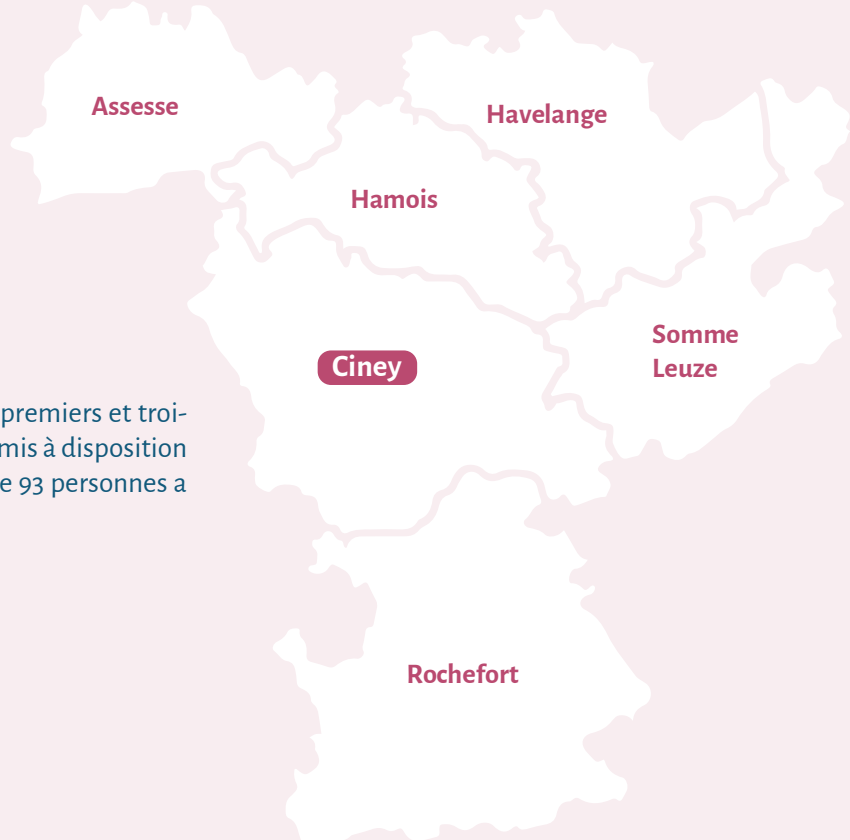 Assesse
Havelange
Hamois
Somme
Leuze
Ciney
premiers et troi-
mis à disposition
e 93 personnes a
Rochefort